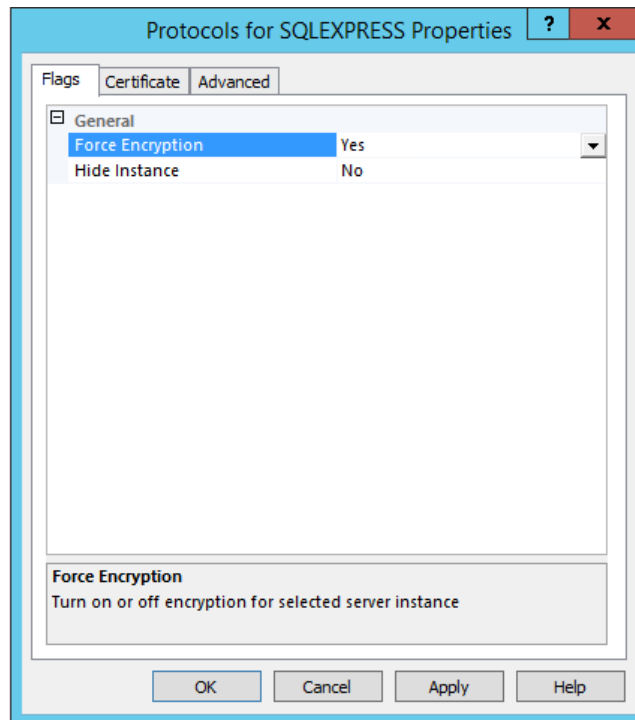 Protocols for SQLEXPRESS Properties ? x
Flags Certificate Advanced
General
Force Encryption Yes
Hide Instance No
Force Encryption
Turn on or off encryption for selected server instance
OK Cancel Apply Help